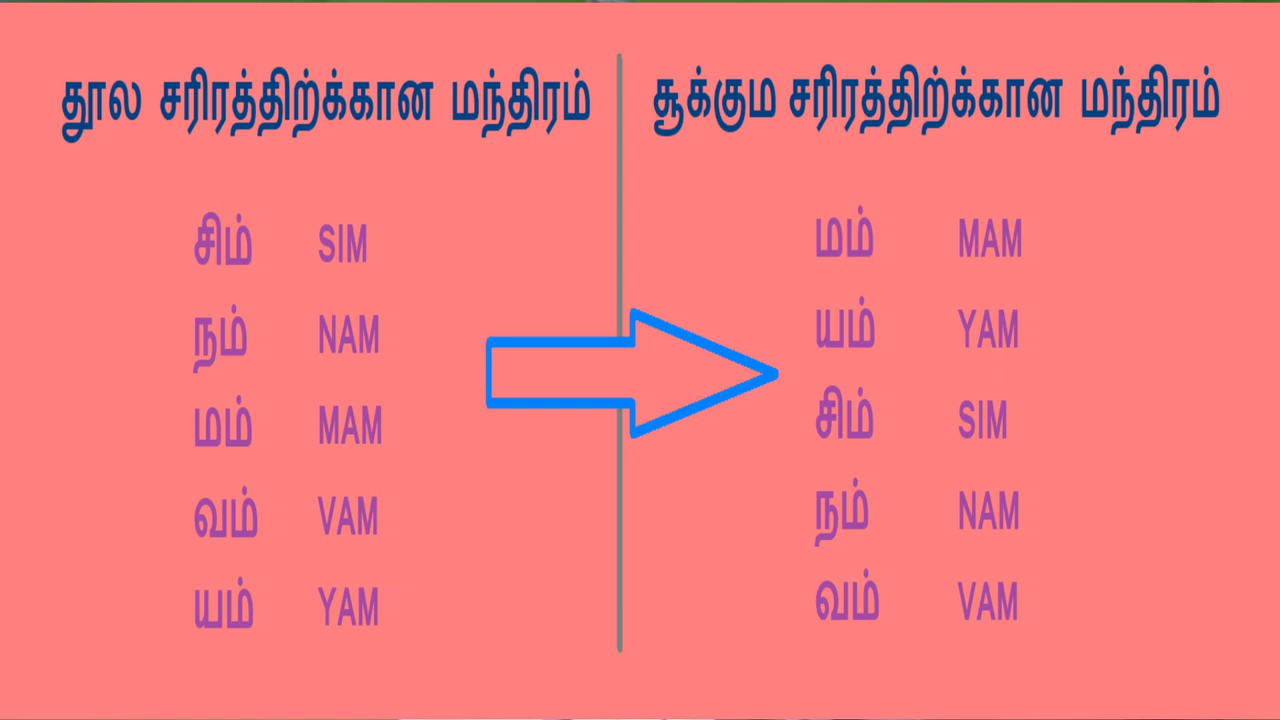 தூல சரிரத்திற்க்கான மந்திரம்
சிம் SIM
நம் NAM
மம் MAM
வம் VAM
யம் YAM
சூக்கும சரிரத்திற்க்கான மந்திரம்
மம் MAM
யம் YAM
சிம் SIM
நம் NAM
வம் VAM